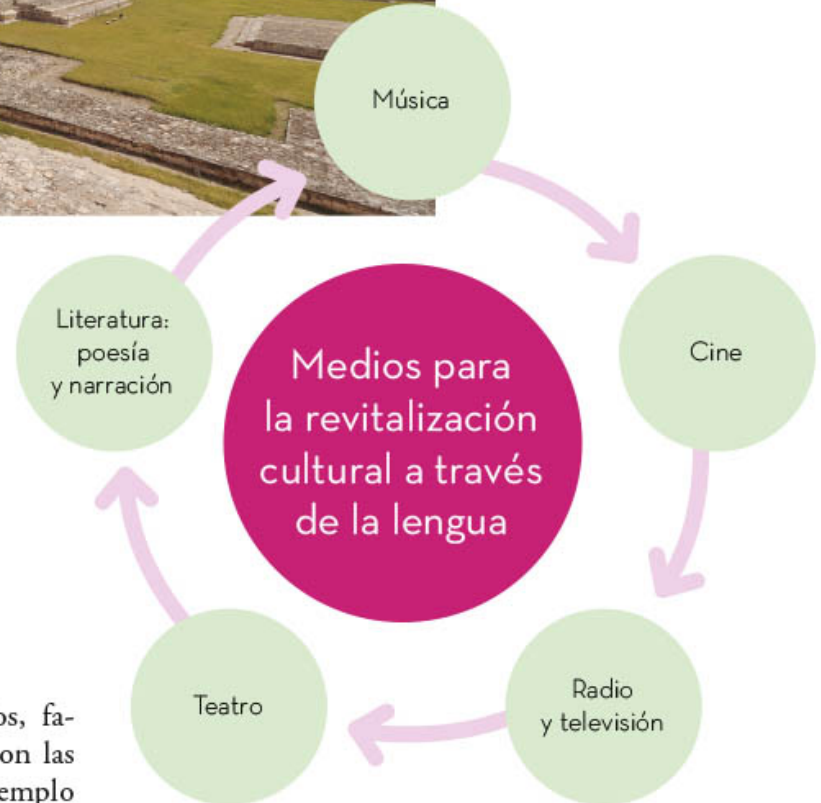 Música
Cine
Radio
y televisión
Teatro
Literatura:
poesía
y narración
Medios para
la revitalización
cultural a través
de la lengua
os, fa-
on las
emplo